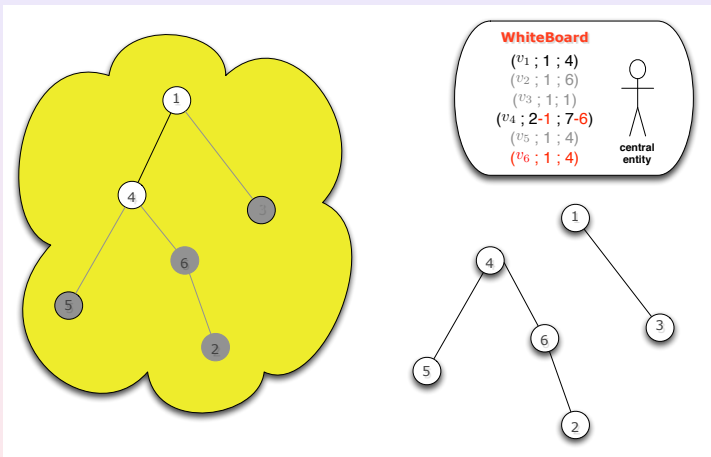 WhiteBoard
(v₁ ; 1 ; 4)
(v₂ ; 1 ; 6)
(v₃ ; 1; 1)
(v₄ ; 2-1 ; 7-6)
(v₅ ; 1 ; 4)
(v₆ ; 1 ; 4)
central
entity
1
4
3
6
5
2
1
4
3
6
5
2